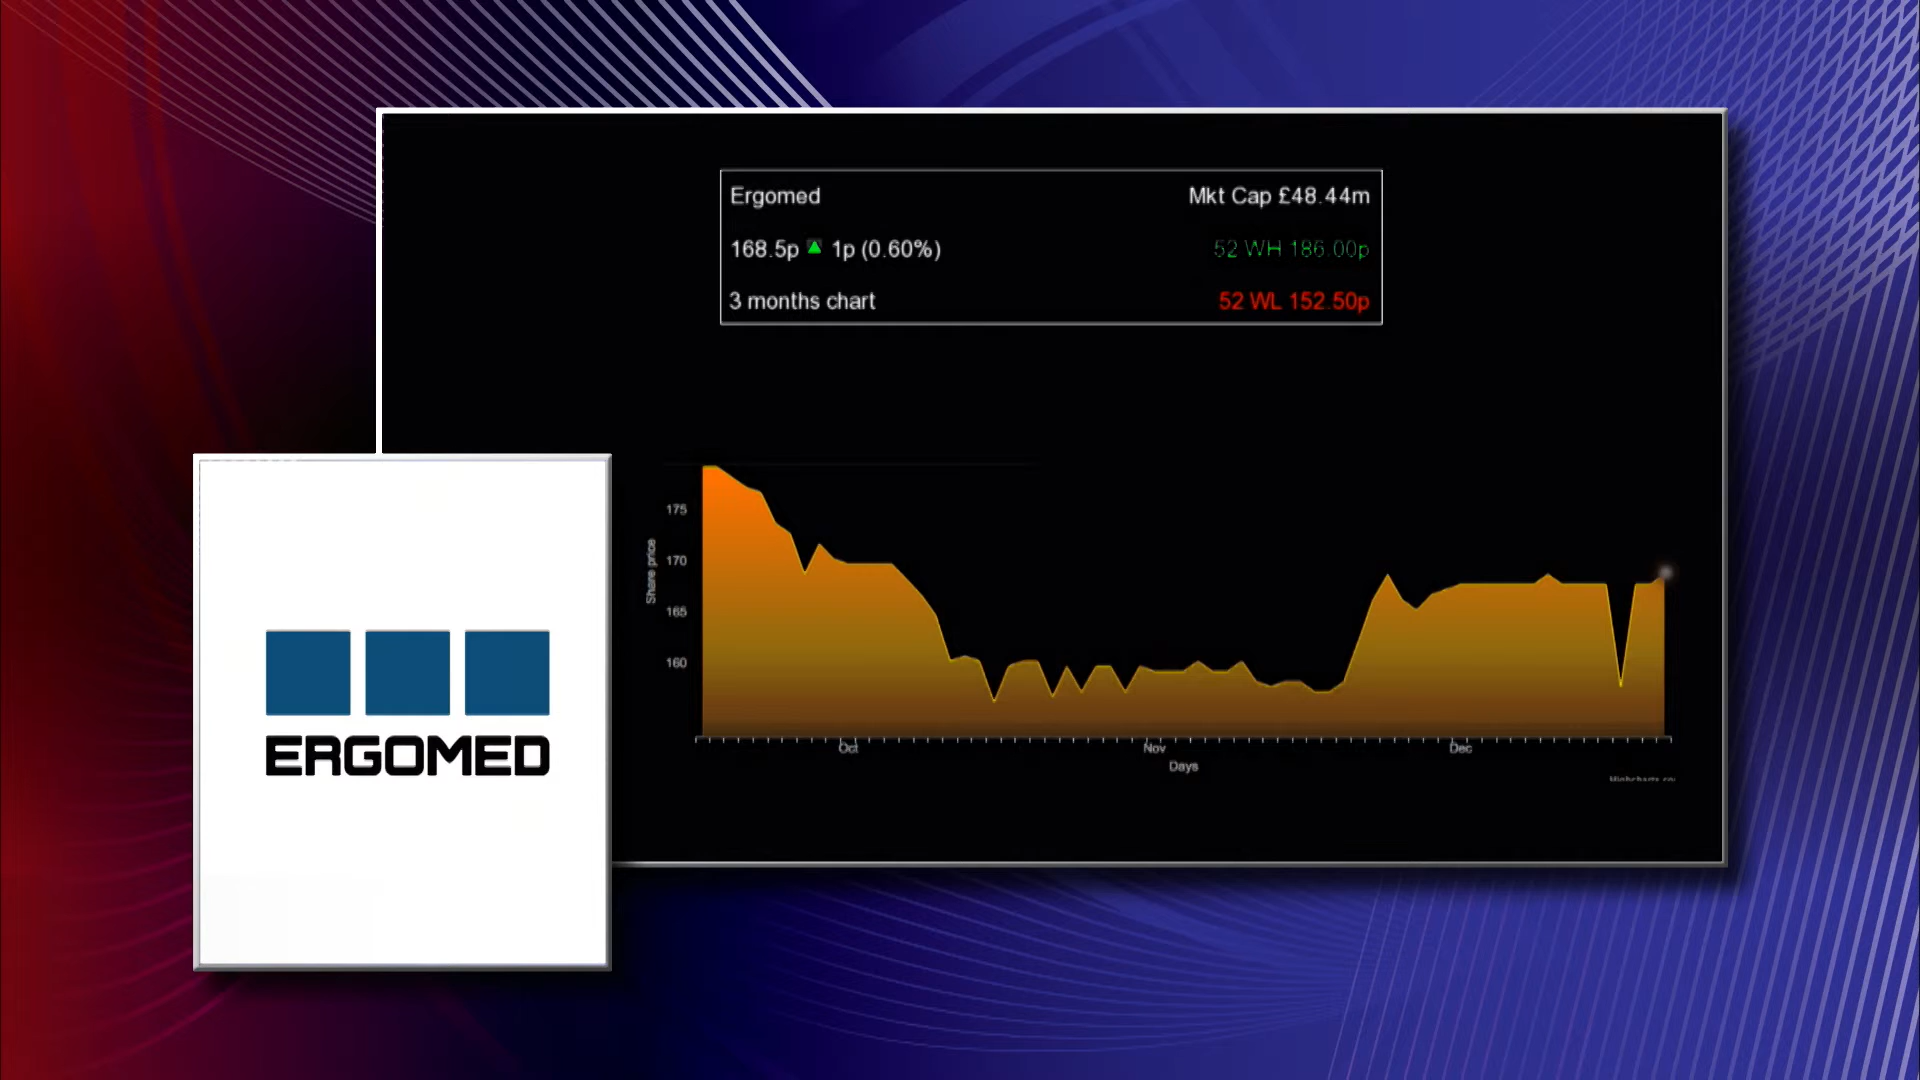 Ergomed
Mkt Cap £48.44m
168.5p ▲ 1p (0.60%)
52 WH 186.00p
3 months chart
52 WL 152.50p
175
170
165
160
Share price
Oct
Nov
Dec
Days
ERGOMED